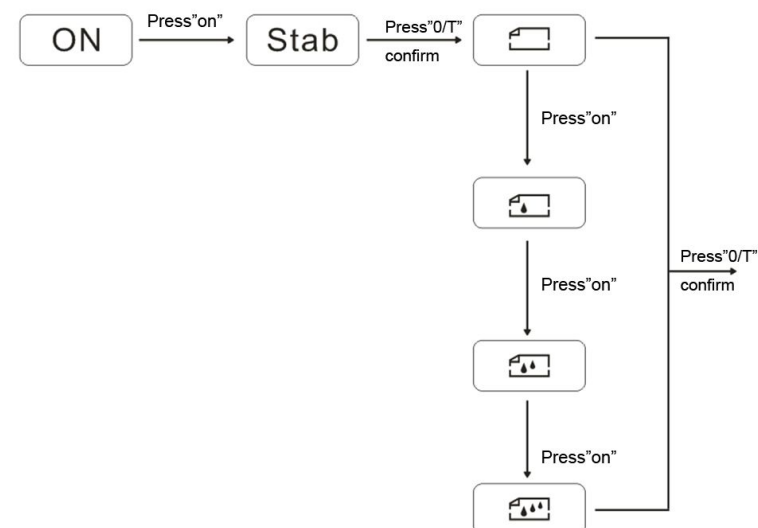 ON
Press”on”
Stab
Press”0/T”
confirm
Press”on”
Press”on”
Press”on”
Press”0/T”
confirm